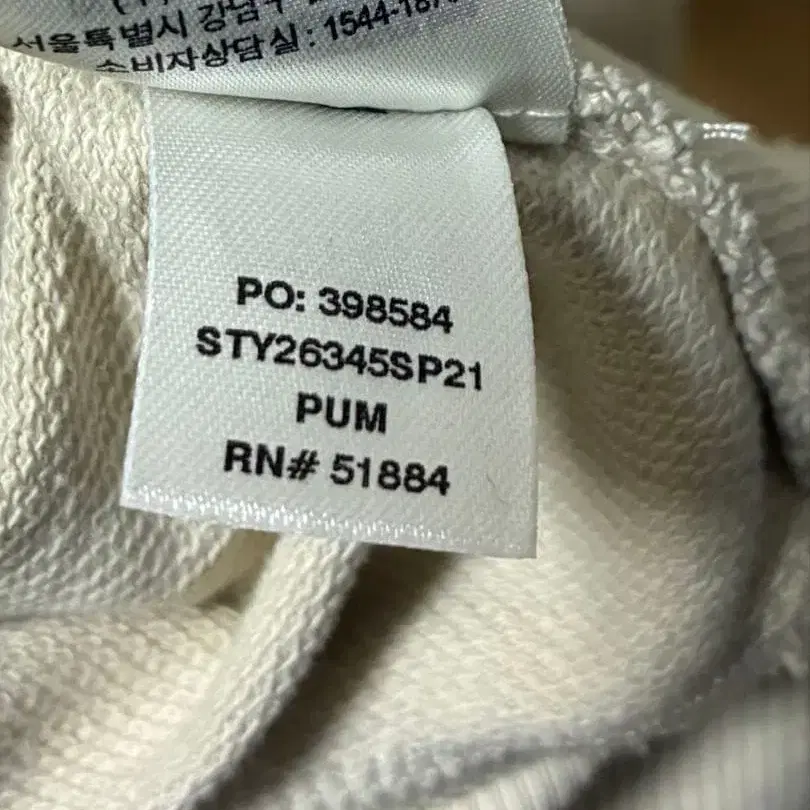 서울특별시 강남구
소비자상담실 : 1544-187
PO: 398584
STY26345SP21
PUM
RN# 51884